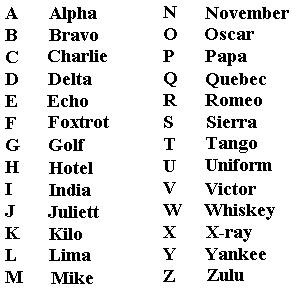 A Alpha N November
B Bravo O Oscar
C Charlie P Papa
D Delta Q Quebec
E Echo R Romeo
F Foxtrot S Sierra
G Golf T Tango
H Hotel U Uniform
I India V Victor
J Juliett W Whiskey
K Kilo X X-ray
L Lima Y Yankee
M Mike Z Zulu